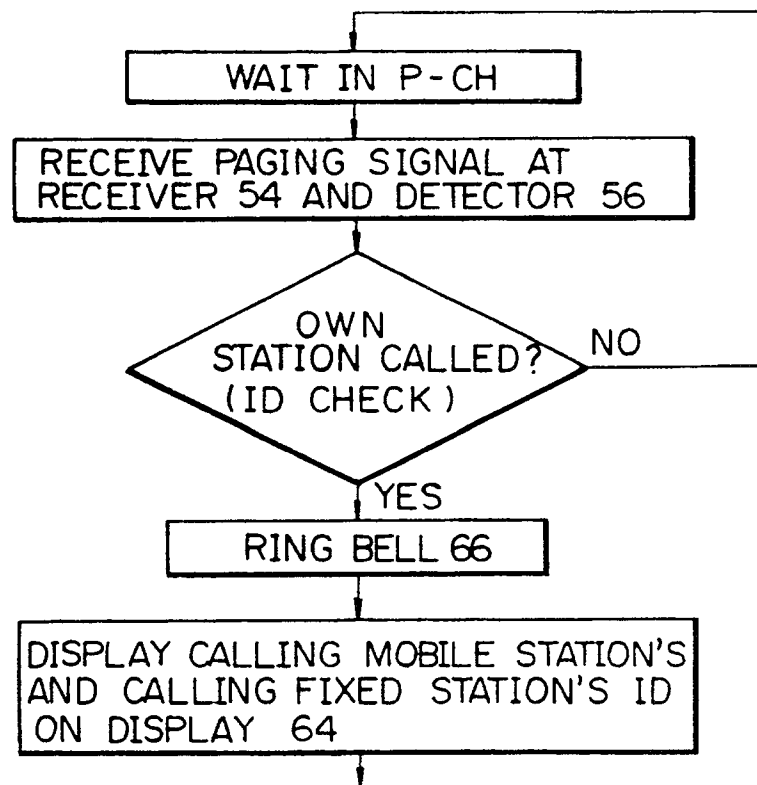 WAIT IN P-CH
RECEIVE PAGING SIGNAL AT
RECEIVER 54 AND DETECTOR 56
OWN
STATION CALLED?
(ID CHECK)
NO
YES
RING BELL 66
DISPLAY CALLING MOBILE STATION'S
AND CALLING FIXED STATION'S ID
ON DISPLAY 64